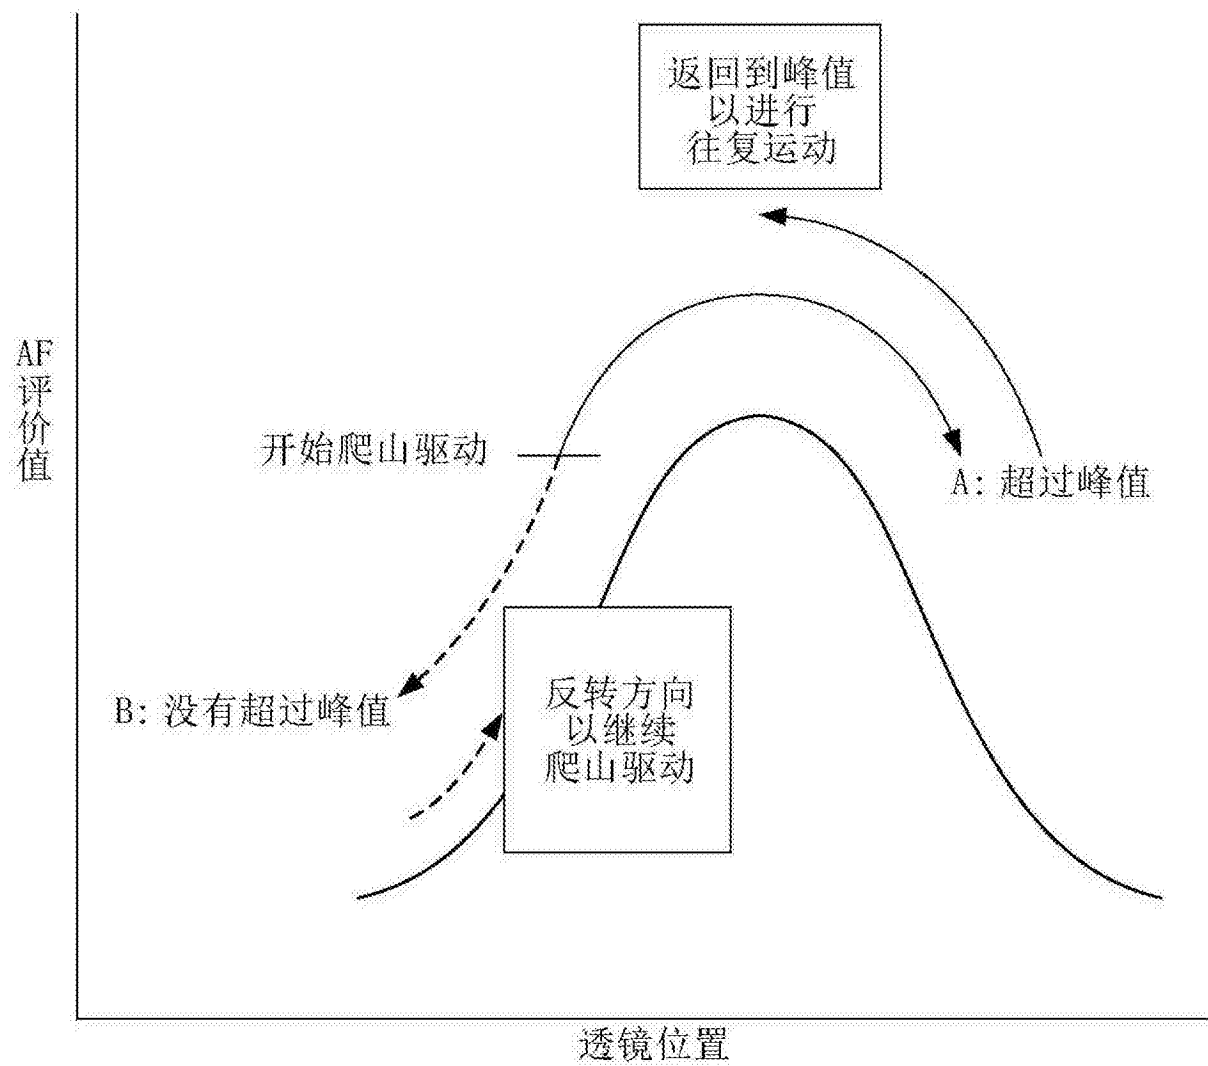 返回到峰值
以进行
往复运动
AF
评
价
值
开始爬山驱动
A: 超过峰值
B: 没有超过峰值
反转方向
以继续
爬山驱动
透镜位置